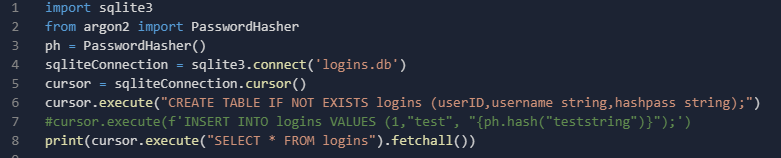 1 import sqlite3
2 from argon2 import PasswordHasher
3 ph = PasswordHasher()
4 sqliteConnection = sqlite3.connect('logins.db')
5 cursor = sqliteConnection.cursor()
6 cursor.execute("CREATE TABLE IF NOT EXISTS logins (userID,username string,hashpass string);")
7 #cursor.execute(f'INSERT INTO logins VALUES (1,"test", "{ph.hash("teststring")}");')
8 print(cursor.execute("SELECT * FROM logins").fetchall())